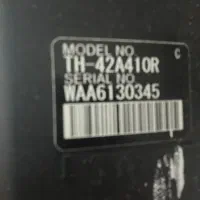 MODEL NO. C
TH-42A410R
SERIAL NO.
WAA6130345